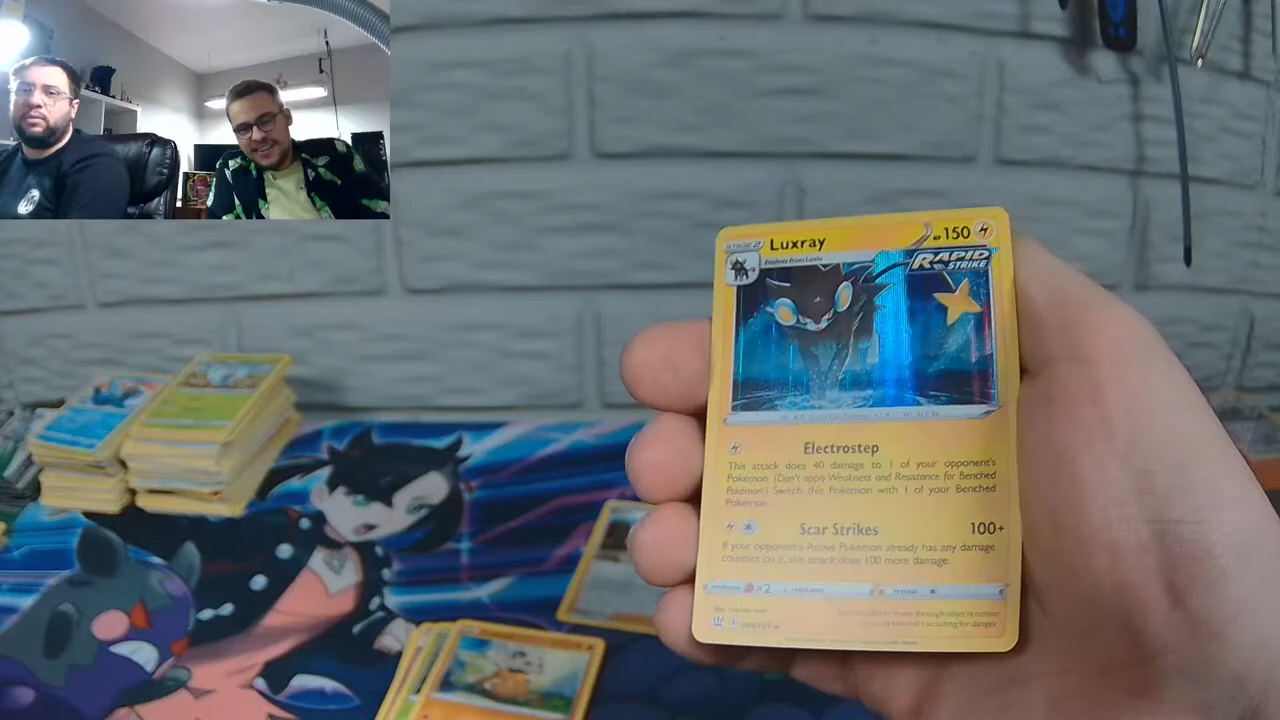 STAGE 2 Luxray HP 150
Evolves from Luxio
RAPID
STRIKE
Electrostep
This attack does 40 damage to 1 of your opponent's
Pokémon. (Don't apply Weakness and Resistance for Benched
Pokémon.) Switch this Pokémon with 1 of your Benched
Pokémon.
Scar Strikes 100+
If your opponent's Active Pokémon already has any damage
counters on it, this attack does 100 more damage.
×2